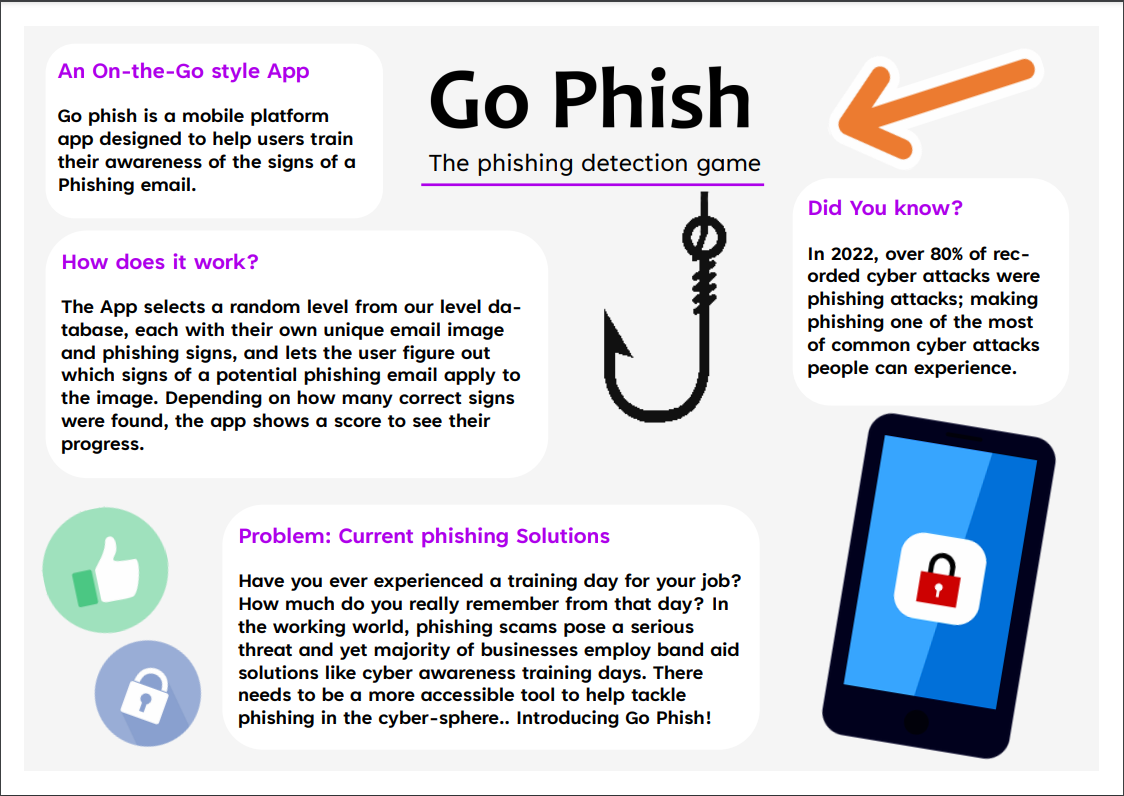 An On-the-Go style App
Go phish is a mobile platform
app designed to help users train
their awareness of the signs of a
Phishing email.
Go Phish
The phishing detection game
Did You know?
In 2022, over 80% of rec-
orded cyber attacks were
phishing attacks; making
phishing one of the most
of common cyber attacks
people can experience.
How does it work?
The App selects a random level from our level da-
tabase, each with their own unique email image
and phishing signs, and lets the user figure out
which signs of a potential phishing email apply to
the image. Depending on how many correct signs
were found, the app shows a score to see their
progress.
Problem: Current phishing Solutions
Have you ever experienced a training day for your job?
How much do you really remember from that day? In
the working world, phishing scams pose a serious
threat and yet majority of businesses employ band aid
solutions like cyber awareness training days. There
needs to be a more accessible tool to help tackle
phishing in the cyber-sphere.. Introducing Go Phish!